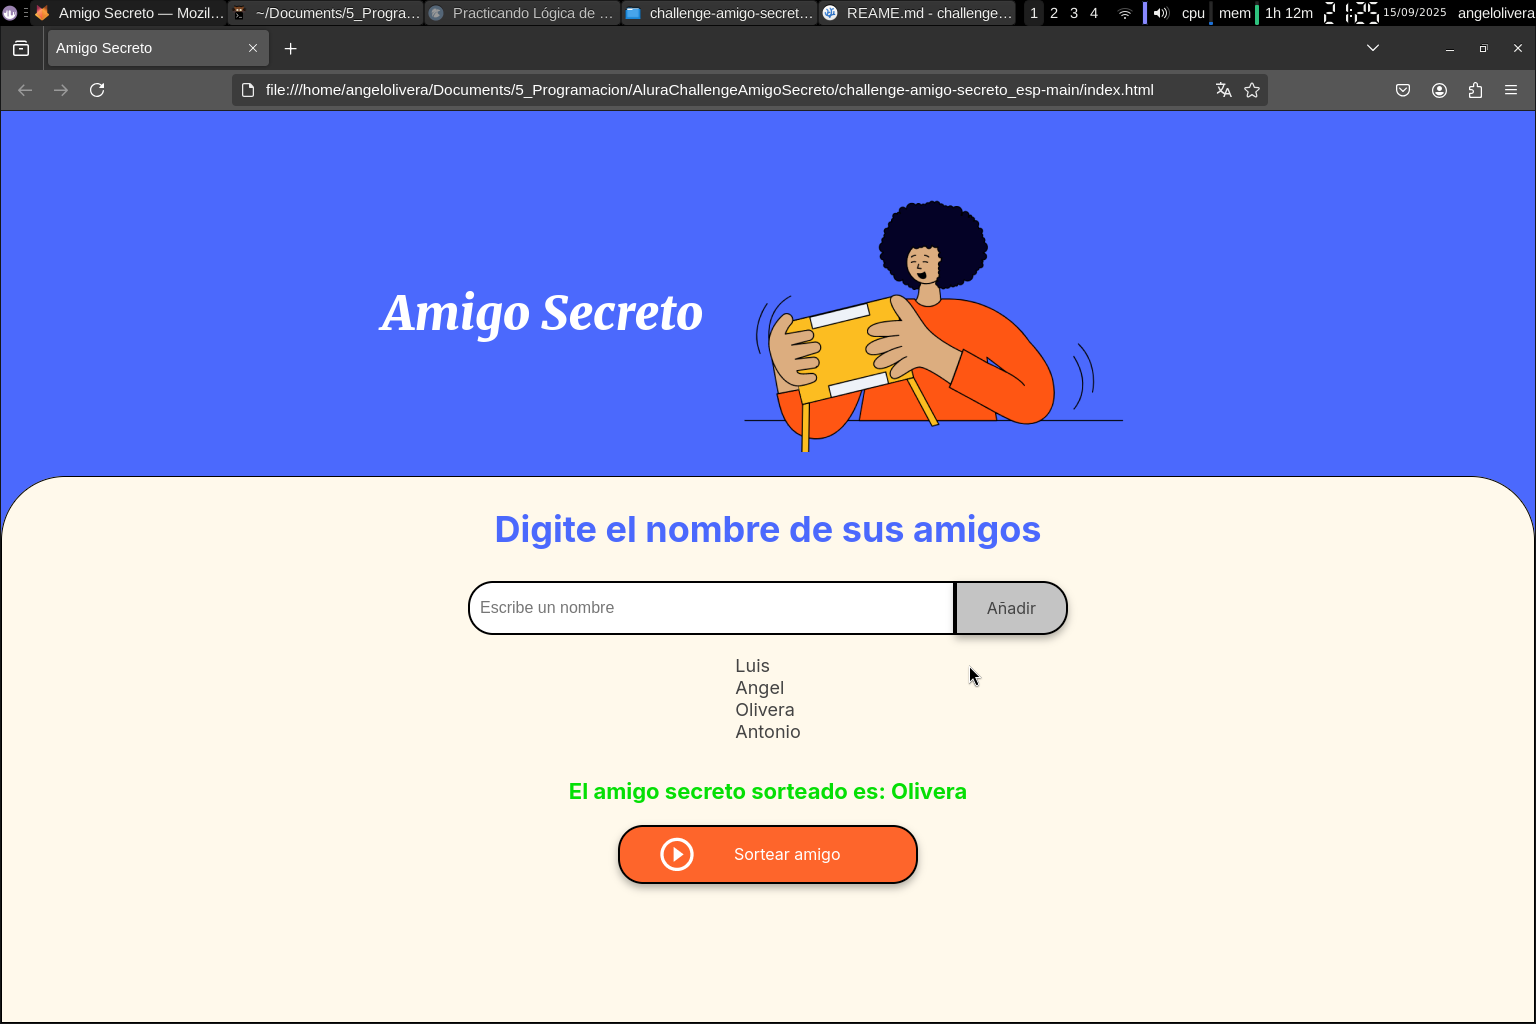 Amigo Secreto — Mozil...
~/Documents/5_Progra...
Practicando Lógica de ...
challenge-amigo-secret...
REAME.md - challenge...
1 2 3 4
cpu
mem
1h 12m
15/09/2025
angelolivera
Amigo Secreto
file:///home/angelolivera/Documents/5_Programacion/AluraChallengeAmigoSecreto/challenge-amigo-secreto_esp-main/index.html
Amigo Secreto
Digite el nombre de sus amigos
Escribe un nombre
Añadir
Luis
Angel
Olivera
Antonio
El amigo secreto sorteado es: Olivera
Sortear amigo